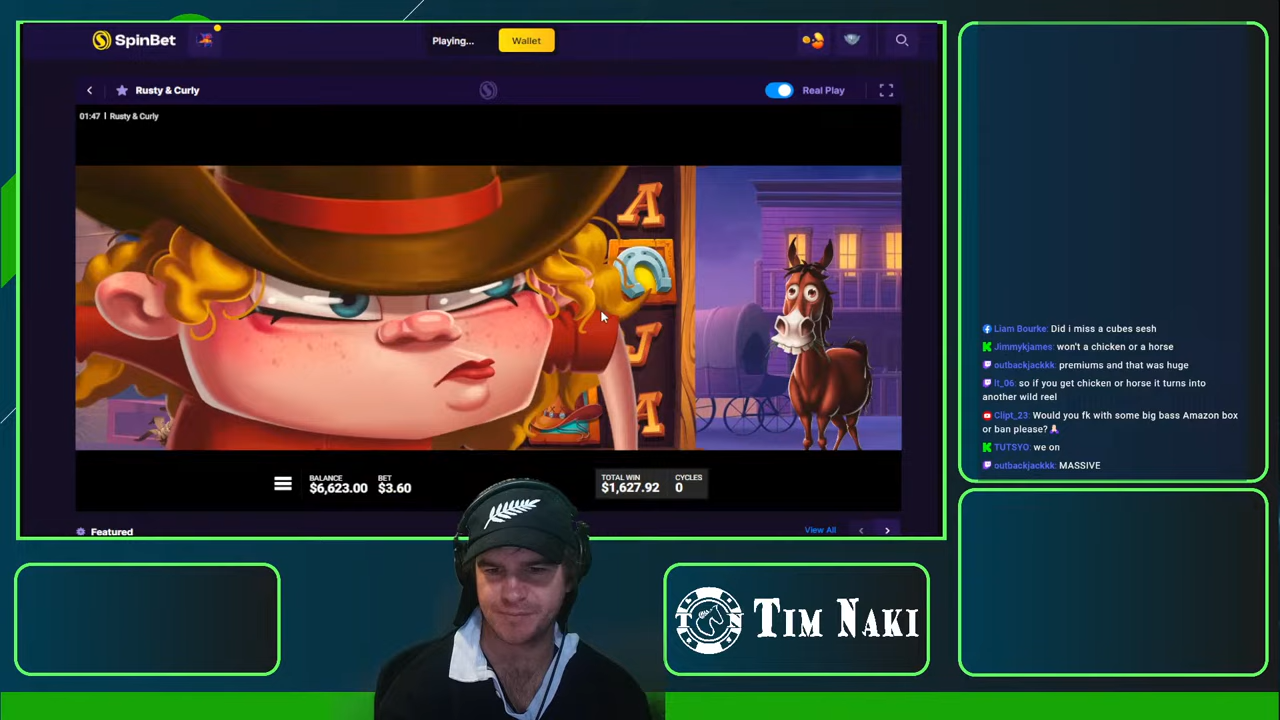 SpinBet
Playing...
Wallet
Rusty & Curly
Real Play
01:47 | Rusty & Curly
A
J
A
BALANCE
$6,623.00
BET
$3.60
TOTAL WIN
$1,627.92
CYCLES
0
Featured
View All
Liam Bourke: Did i miss a cubes sesh
Jimmykjames: won't a chicken or a horse
outbackjackkk: premiums and that was huge
lt_06: so if you get chicken or horse it turns into
another wild reel
Clipt_23: Would you fk with some big bass Amazon box
or ban please?
TUTSYO: we on
outbackjackkk: MASSIVE
TN
TIM NAKI